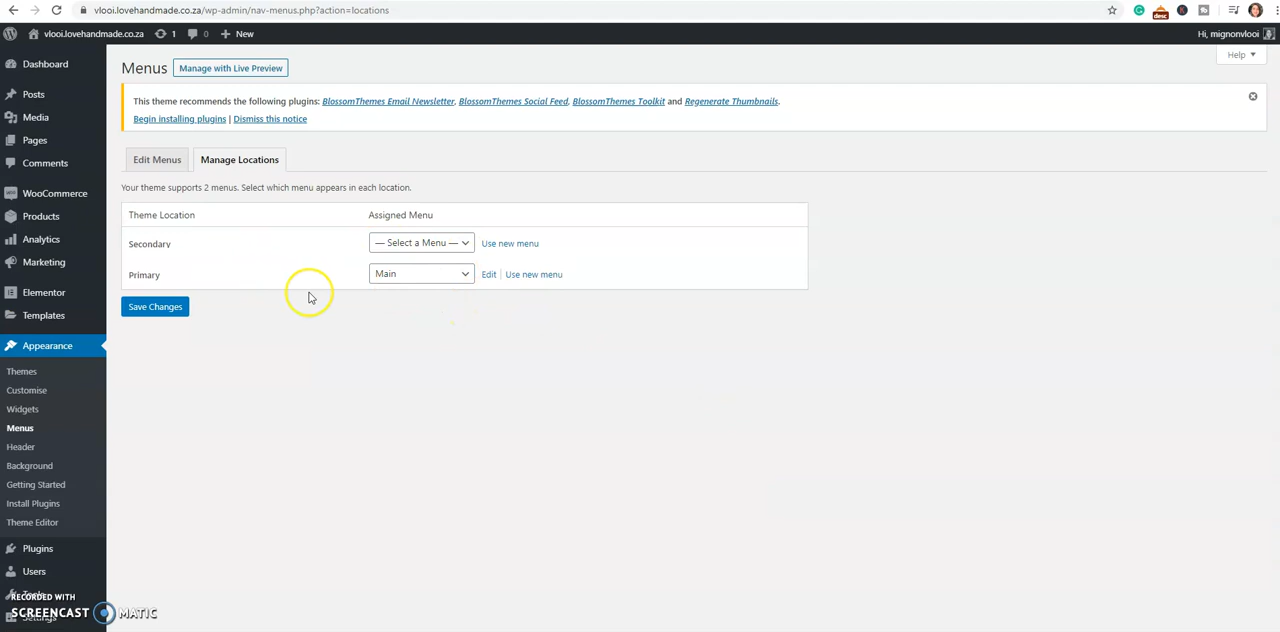 vlooi.lovehandmade.co.za/wp-admin/nav-menus.php?action=locations
desc
vlooi.lovehandmade.co.za 1 0 New Hi, mignonvlooi
Help
Menus Manage with Live Preview
This theme recommends the following plugins: BlossomThemes Email Newsletter, BlossomThemes Social Feed, BlossomThemes Toolkit and Regenerate Thumbnails.
Begin installing plugins | Dismiss this notice
Edit Menus Manage Locations
Your theme supports 2 menus. Select which menu appears in each location.
Theme Location Assigned Menu
Secondary — Select a Menu — Use new menu
Primary Main Edit | Use new menu
Save Changes
Dashboard
Posts
Media
Pages
Comments
WooCommerce
Products
Analytics
Marketing
Elementor
Templates
Appearance
Themes
Customise
Widgets
Menus
Header
Background
Getting Started
Install Plugins
Theme Editor
Plugins
Users
RECORDED WITH
SCREENCAST MATIC
Settings